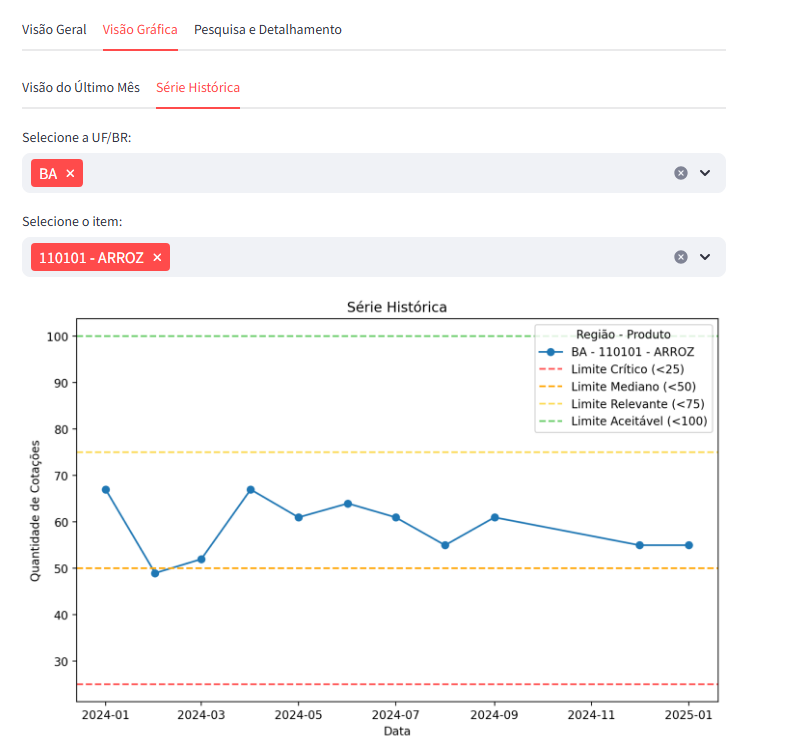 Visão Geral Visão Gráfica Pesquisa e Detalhamento
Visão do Último Mês Série Histórica
Selecione a UF/BR:
BA ×
Selecione o item:
110101 - ARROZ ×
Série Histórica
Região - Produto
BA - 110101 - ARROZ
Limite Crítico (<25)
Limite Mediano (<50)
Limite Relevante (<75)
Limite Aceitável (<100)
Quantidade de Cotações
100
90
80
70
60
50
40
30
2024-01 2024-03 2024-05 2024-07 2024-09 2024-11 2025-01
Data